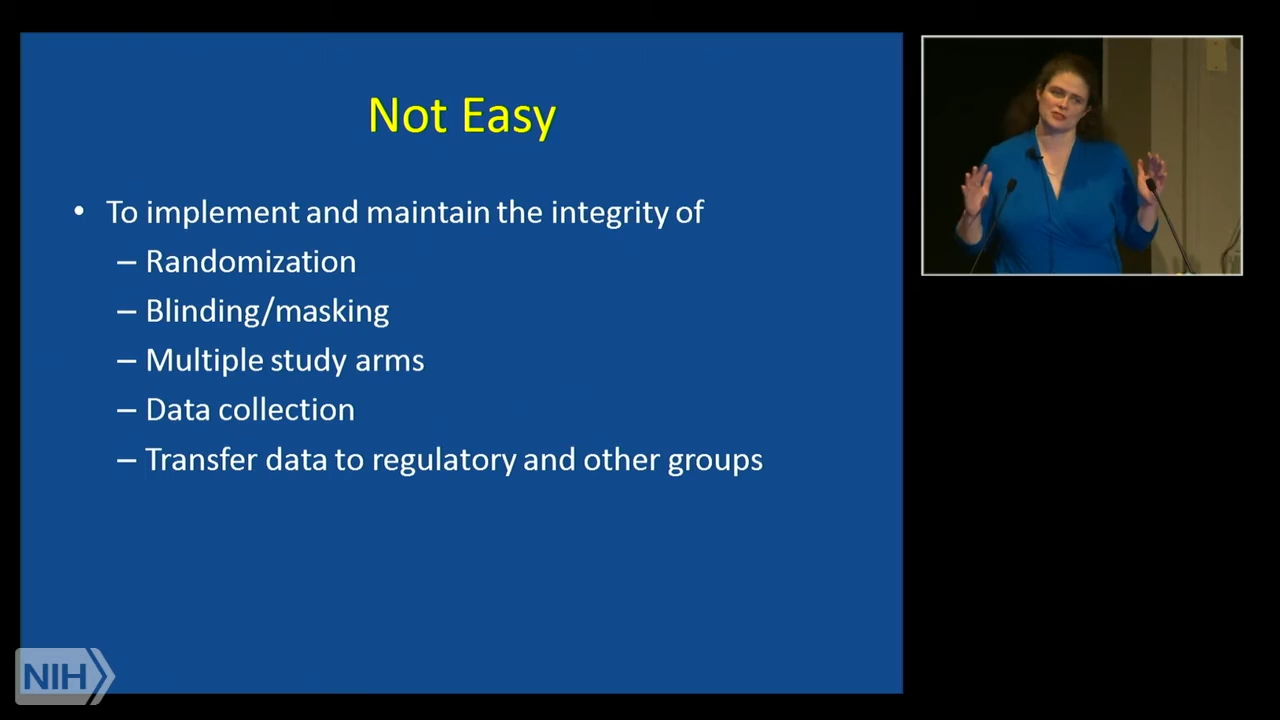 Not Easy
• To implement and maintain the integrity of
– Randomization
– Blinding/masking
– Multiple study arms
– Data collection
– Transfer data to regulatory and other groups
NIH